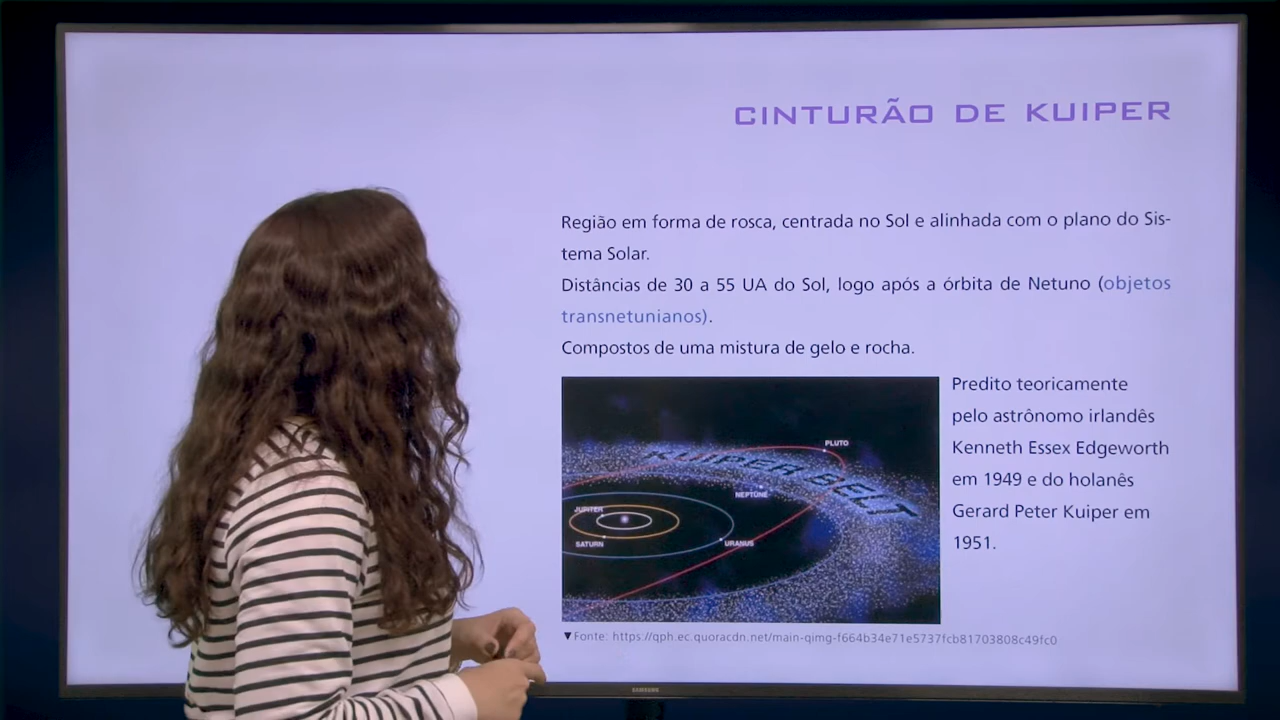 CINTURÃO DE KUIPER
Região em forma de rosca, centrada no Sol e alinhada com o plano do Sis-
tema Solar.
Distâncias de 30 a 55 UA do Sol, logo após a órbita de Netuno (objetos
transnetunianos).
Compostos de uma mistura de gelo e rocha.
Predito teoricamente
pelo astrônomo irlandês
Kenneth Essex Edgeworth
em 1949 e do holanês
Gerard Peter Kuiper em
1951.
PLUTO
KUIPER BELT
NEPTUNE
JUPITER
SATURN
URANUS
▼Fonte: https://qph.ec.quoracdn.net/main-qimg-f664b34e71e5737fcb81703808c49fc0
SAMSUNG